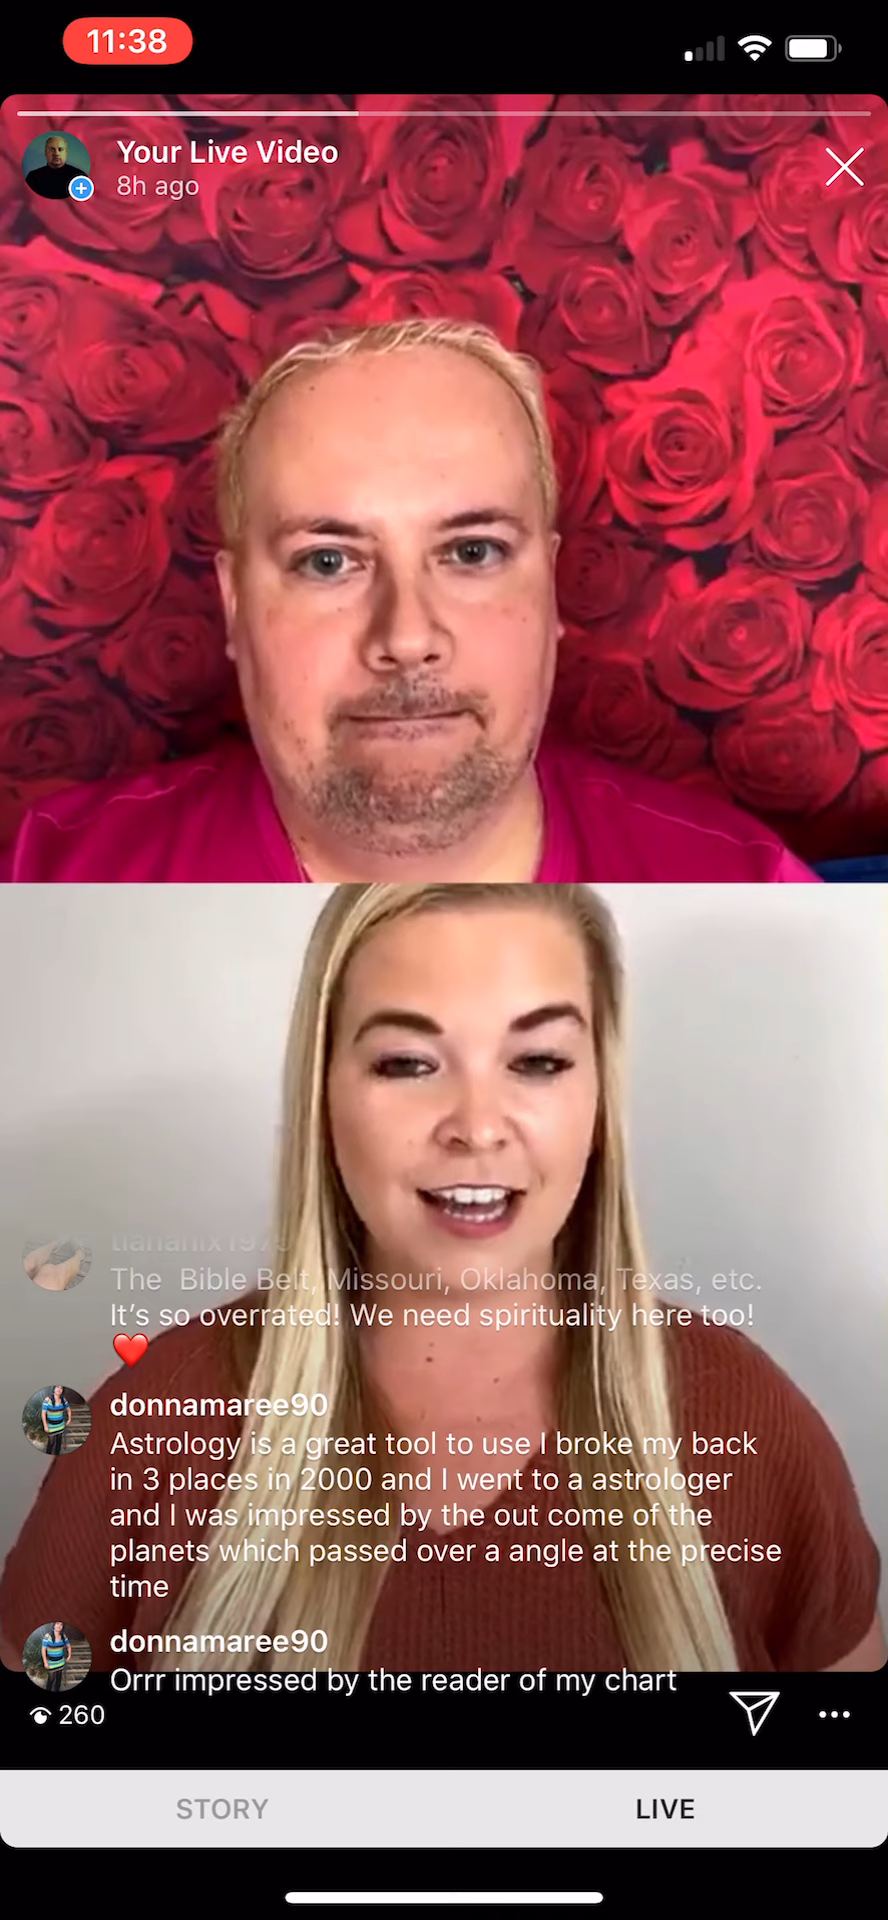 11:38
Your Live Video
8h ago
The Bible Belt, Missouri, Oklahoma, Texas, etc.
It's so overrated! We need spirituality here too!
❤️
donnamaree90
Astrology is a great tool to use I broke my back
in 3 places in 2000 and I went to a astrologer
and I was impressed by the out come of the
planets which passed over a angle at the precise
time
donnamaree90
Orrr impressed by the reader of my chart
260
STORY
LIVE